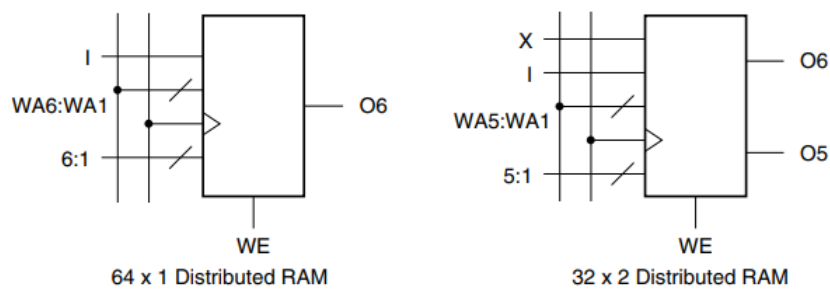 I
WA6:WA1
6:1
O6
WE
64 x 1 Distributed RAM
X
I
WA5:WA1
5:1
O6
O5
WE
32 x 2 Distributed RAM